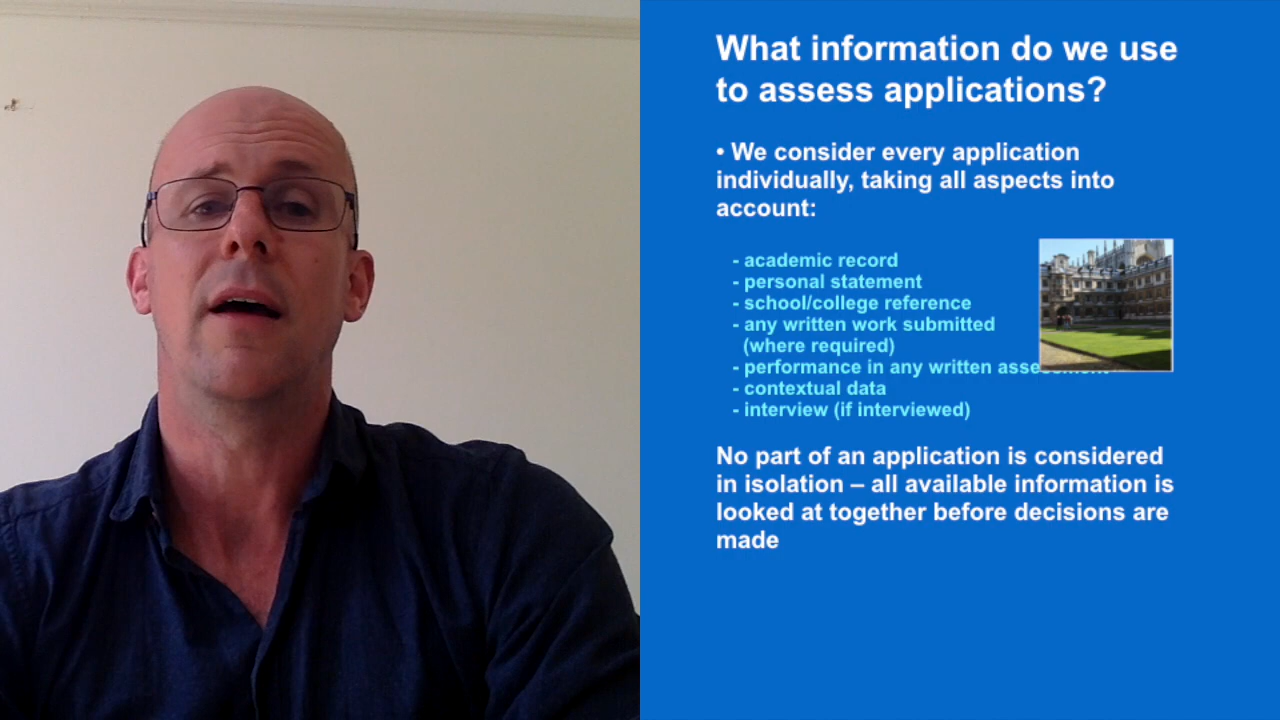 What information do we use
to assess applications?
• We consider every application
individually, taking all aspects into
account:
- academic record
- personal statement
- school/college reference
- any written work submitted
(where required)
- performance in any written
- contextual data
- interview (if interviewed)
No part of an application is considered
in isolation – all available information is
looked at together before decisions are
made